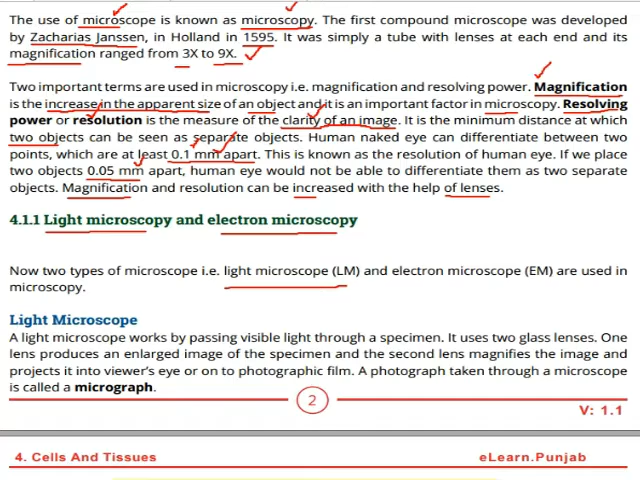 The use of microscope is known as microscopy. The first compound microscope was developed
by Zacharias Janssen, in Holland in 1595. It was simply a tube with lenses at each end and its
magnification ranged from 3X to 9X.
Two important terms are used in microscopy i.e. magnification and resolving power. Magnification
is the increase in the apparent size of an object and it is an important factor in microscopy. Resolving
power or resolution is the measure of the clarity of an image. It is the minimum distance at which
two objects can be seen as separate objects. Human naked eye can differentiate between two
points, which are at least 0.1 mm apart. This is known as the resolution of human eye. If we place
two objects 0.05 mm apart, human eye would not be able to differentiate them as two separate
objects. Magnification and resolution can be increased with the help of lenses.
4.1.1 Light microscopy and electron microscopy
Now two types of microscope i.e. light microscope (LM) and electron microscope (EM) are used in
microscopy.
Light Microscope
A light microscope works by passing visible light through a specimen. It uses two glass lenses. One
lens produces an enlarged image of the specimen and the second lens magnifies the image and
projects it into viewer's eye or on to photographic film. A photograph taken through a microscope
is called a micrograph.
2
V: 1.1
4. Cells And Tissues eLearn.Punjab